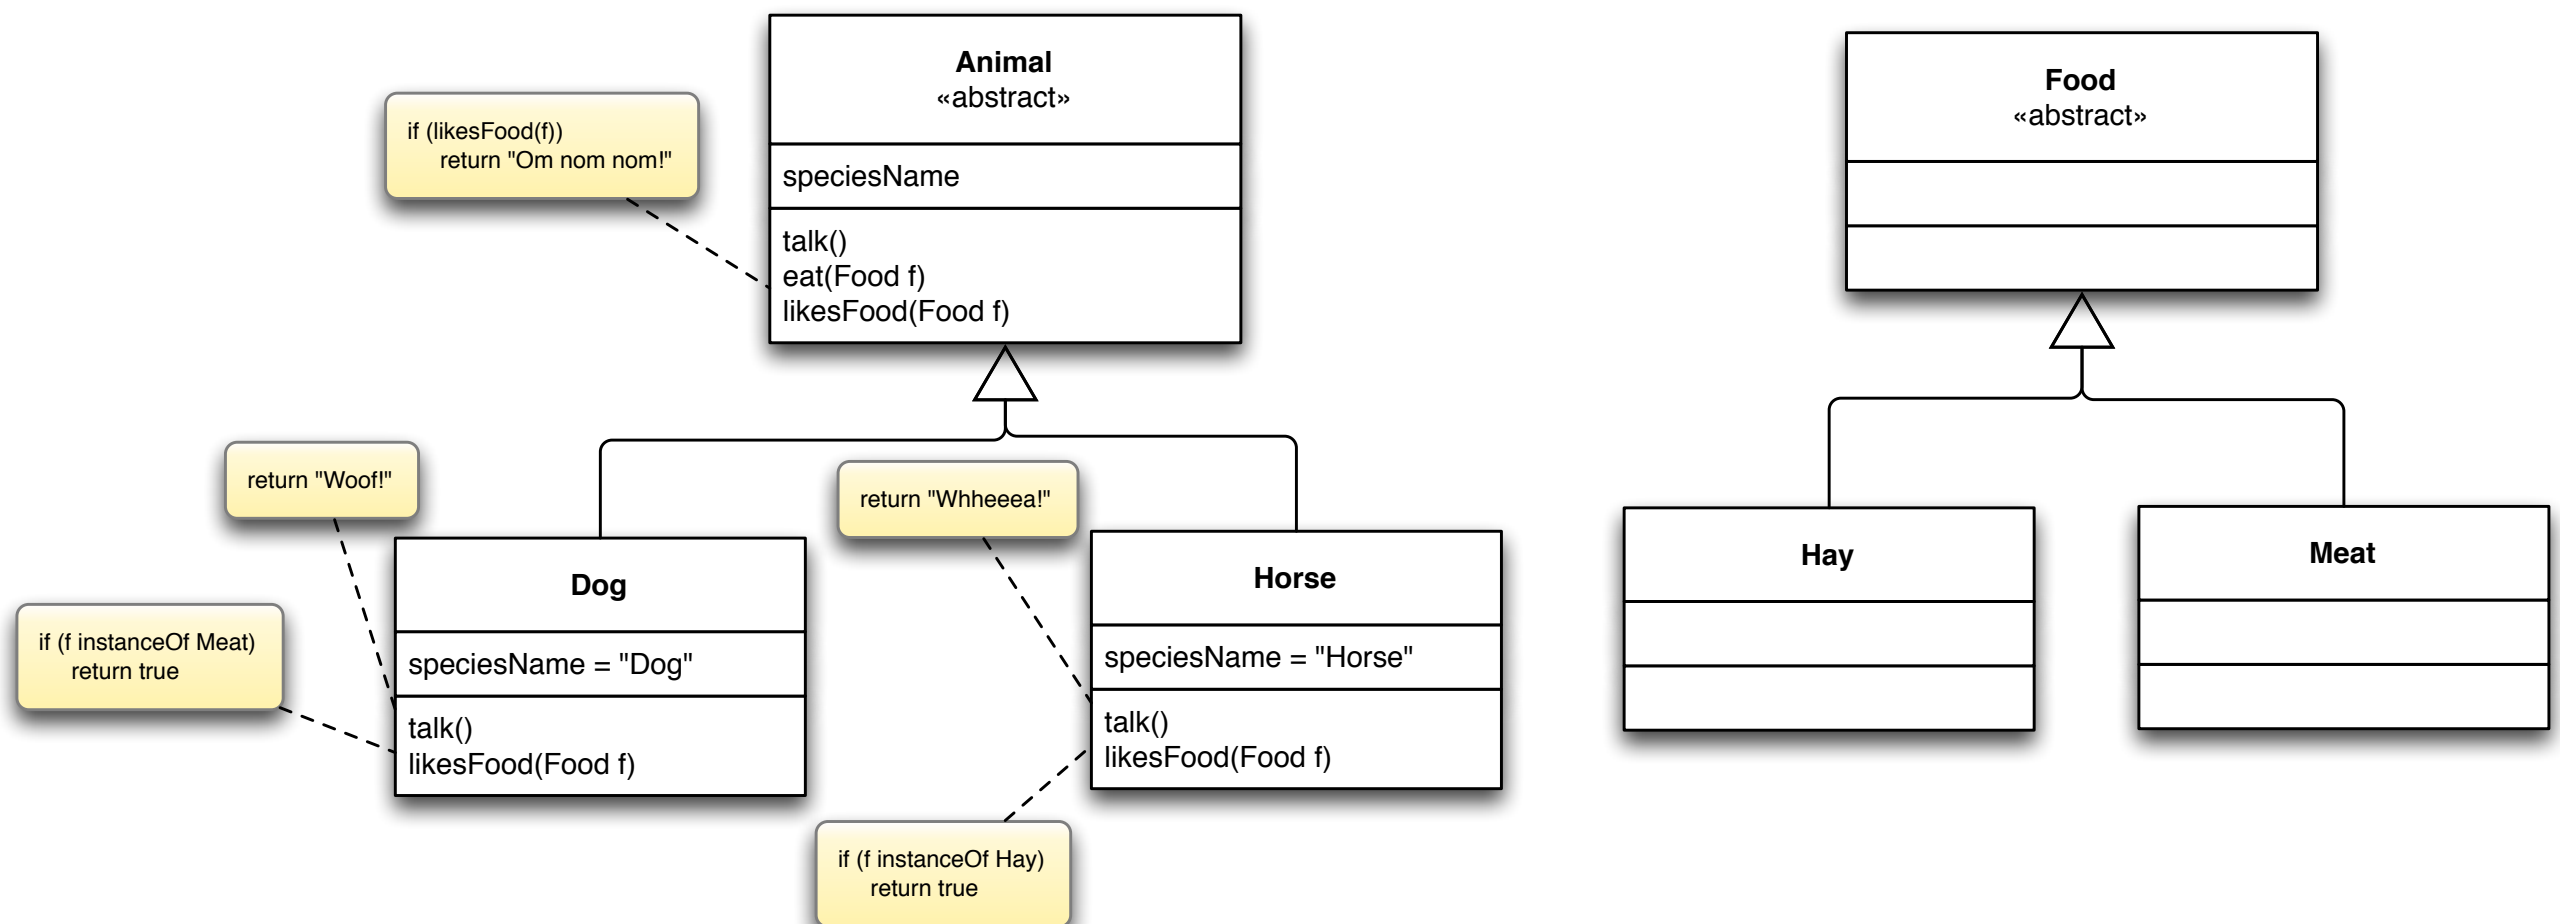 Animal
«abstract»
speciesName
talk()
eat(Food f)
likesFood(Food f)
if (likesFood(f))
return "Om nom nom!"
Food
«abstract»
return "Woof!"
if (f instanceOf Meat)
return true
Dog
speciesName = "Dog"
talk()
likesFood(Food f)
return "Whheeea!"
Horse
speciesName = "Horse"
talk()
likesFood(Food f)
if (f instanceOf Hay)
return true
Hay
Meat